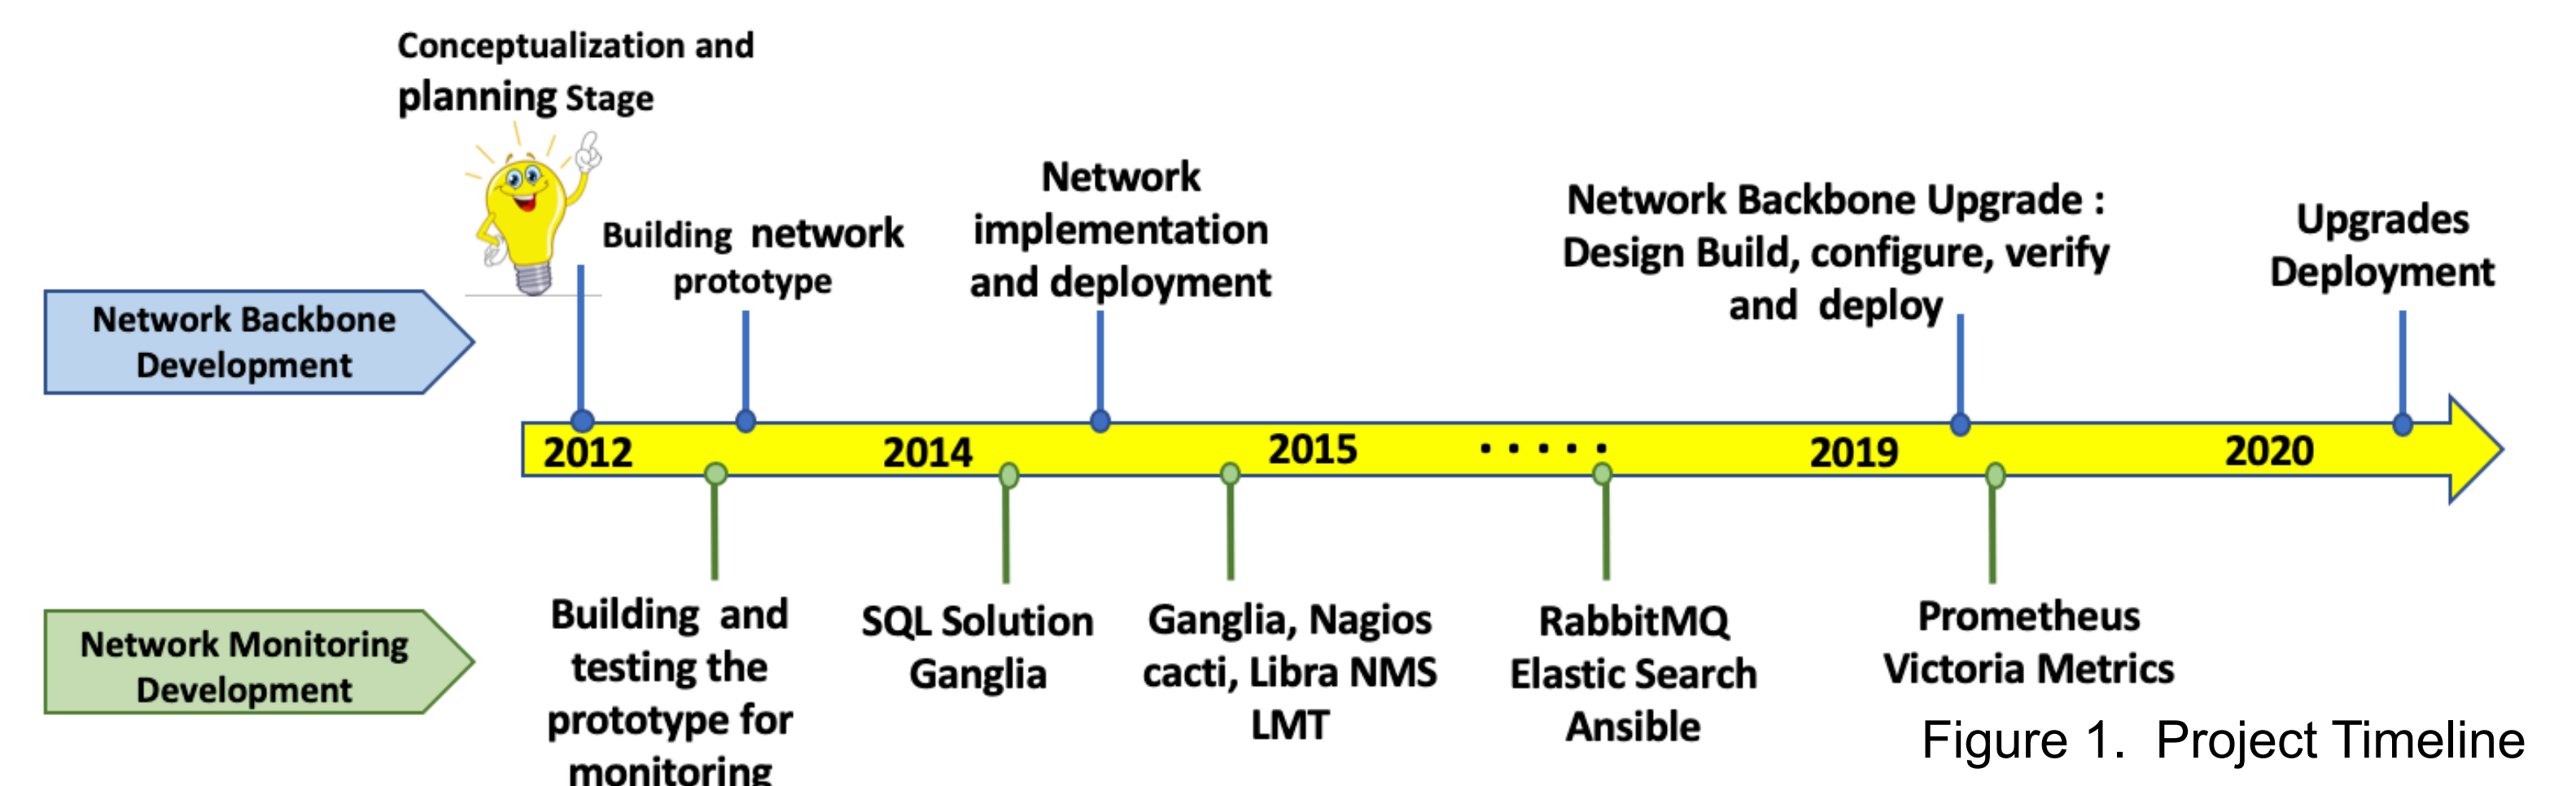 Conceptualization and
planning Stage
Building network
prototype
Network
implementation
and deployment
Network Backbone Upgrade :
Design Build, configure, verify
and deploy
Upgrades
Deployment
Network Backbone
Development
2012 2014 2015 ..... 2019 2020
Network Monitoring
Development
Building and
testing the
prototype for
monitoring
SQL Solution
Ganglia
Ganglia, Nagios
cacti, Libra NMS
LMT
RabbitMQ
Elastic Search
Ansible
Prometheus
Victoria Metrics
Figure 1. Project Timeline